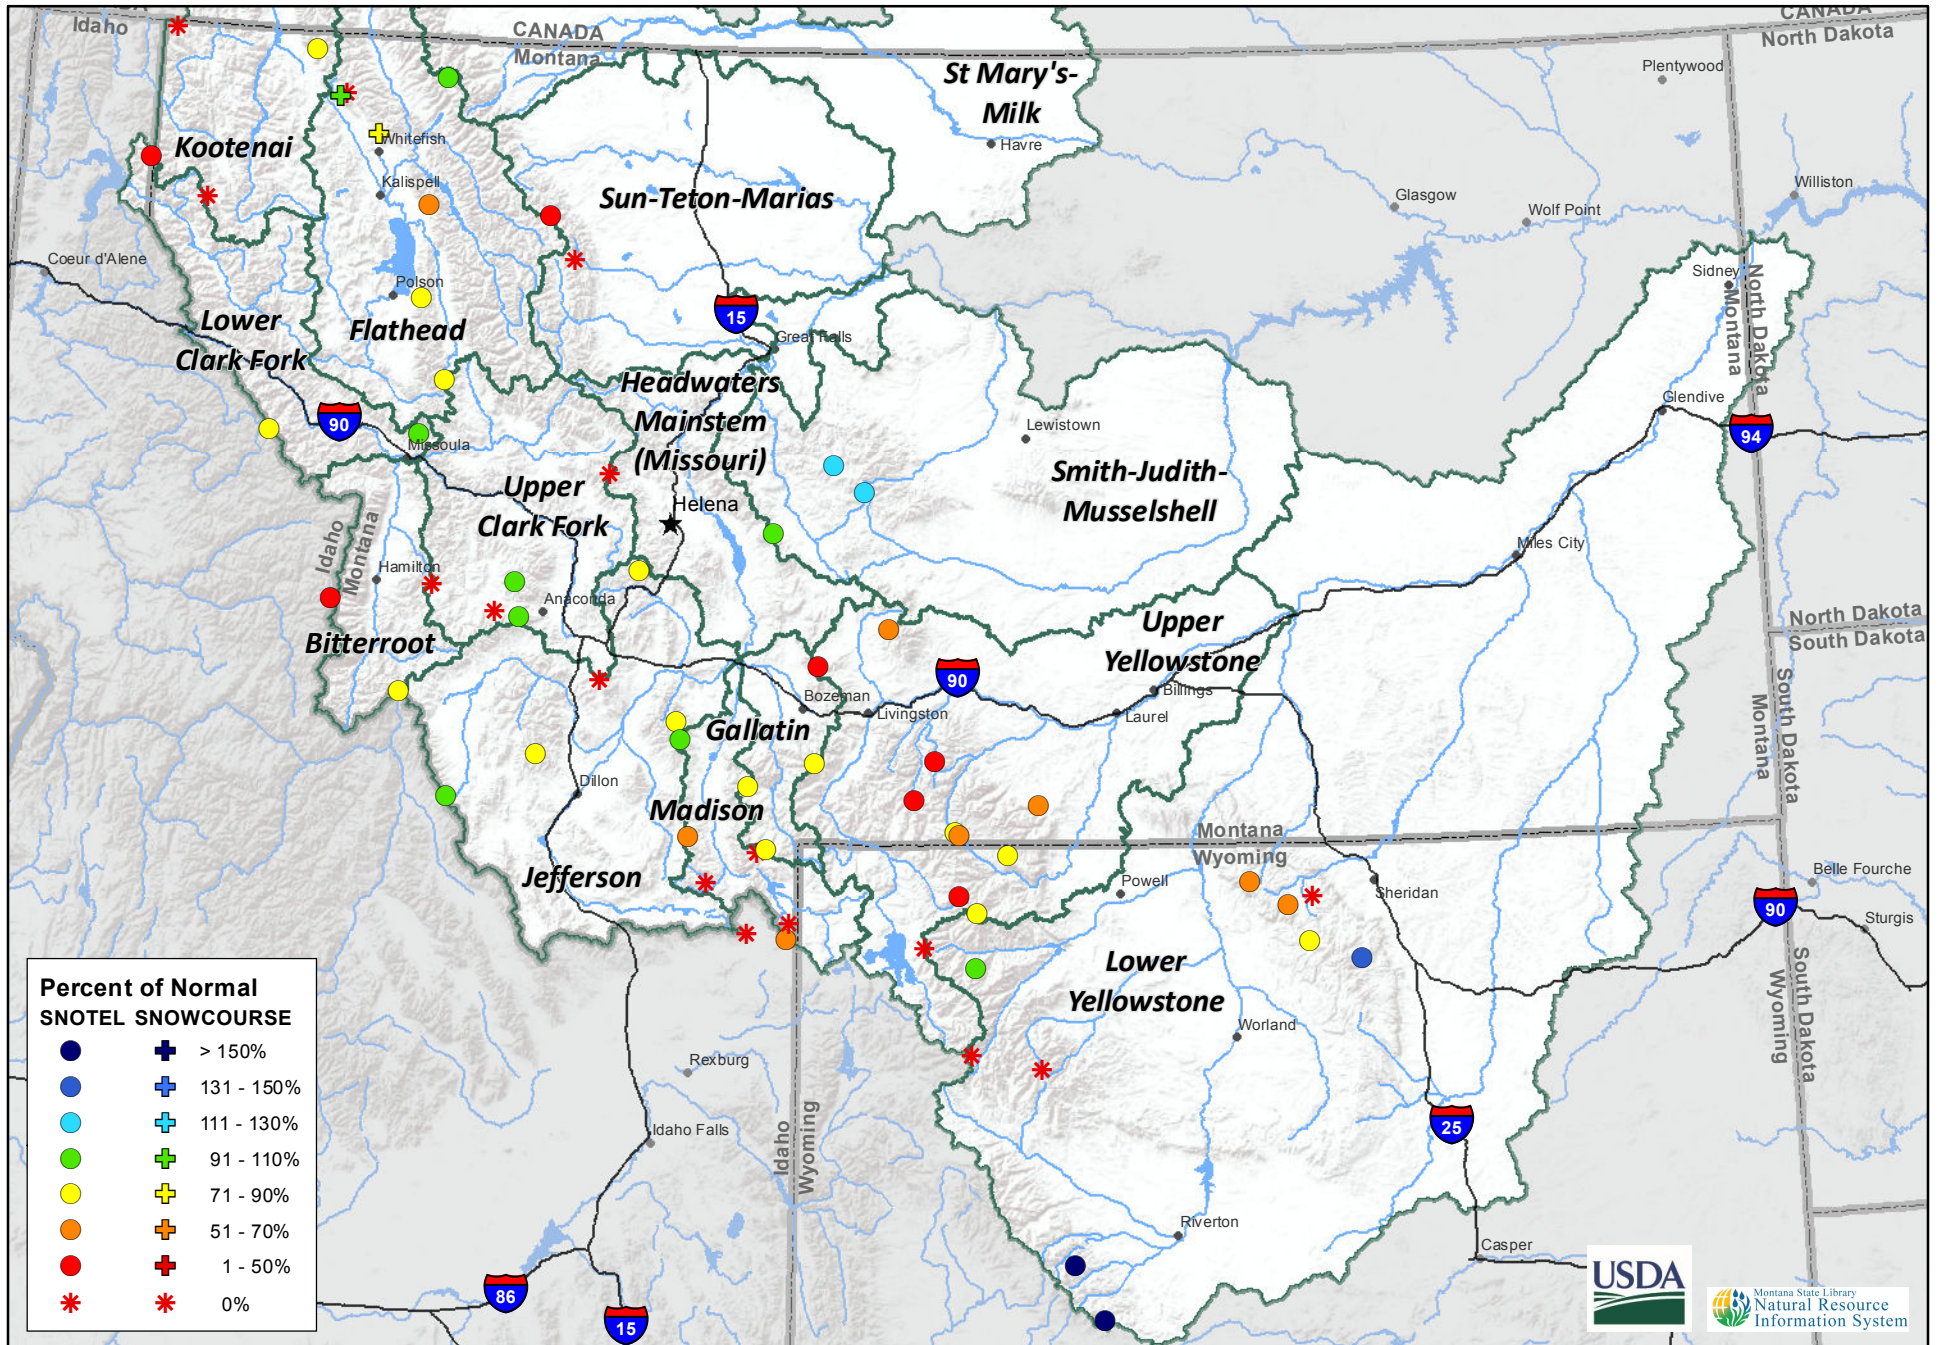 Idaho
CANADA
Montana
CANADA
North Dakota
St Mary's-
Milk
Plentywood
Kootenai
Whitefish
Havre
Kalispell
Sun-Teton-Marias
Glasgow
Wolf Point
Williston
Coeur d'Alene
Polson
Sidney
Montana
North Dakota
Lower
Clark Fork
Flathead
15
Great Falls
Headwaters
Mainstem
(Missouri)
90
Missoula
Lewistown
Glendive
94
Smith-Judith-
Musselshell
Upper
Clark Fork
Helena
Idaho
Montana
Hamilton
Anaconda
Miles City
Bitterroot
Upper
Yellowstone
North Dakota
South Dakota
90
Billings
Bozeman
Livingston
Laurel
Gallatin
Montana
South Dakota
Dillon
Madison
Montana
Wyoming
Jefferson
Powell
Sheridan
Belle Fourche
90
Sturgis
Lower
Yellowstone
Wyoming
South Dakota
Worland
Rexburg
Idaho
Wyoming
Idaho Falls
25
Riverton
Casper
86
15
Percent of Normal
SNOTEL SNOWCOURSE
> 150%
131 - 150%
111 - 130%
91 - 110%
71 - 90%
51 - 70%
1 - 50%
0%
USDA
Montana State Library
Natural Resource
Information System